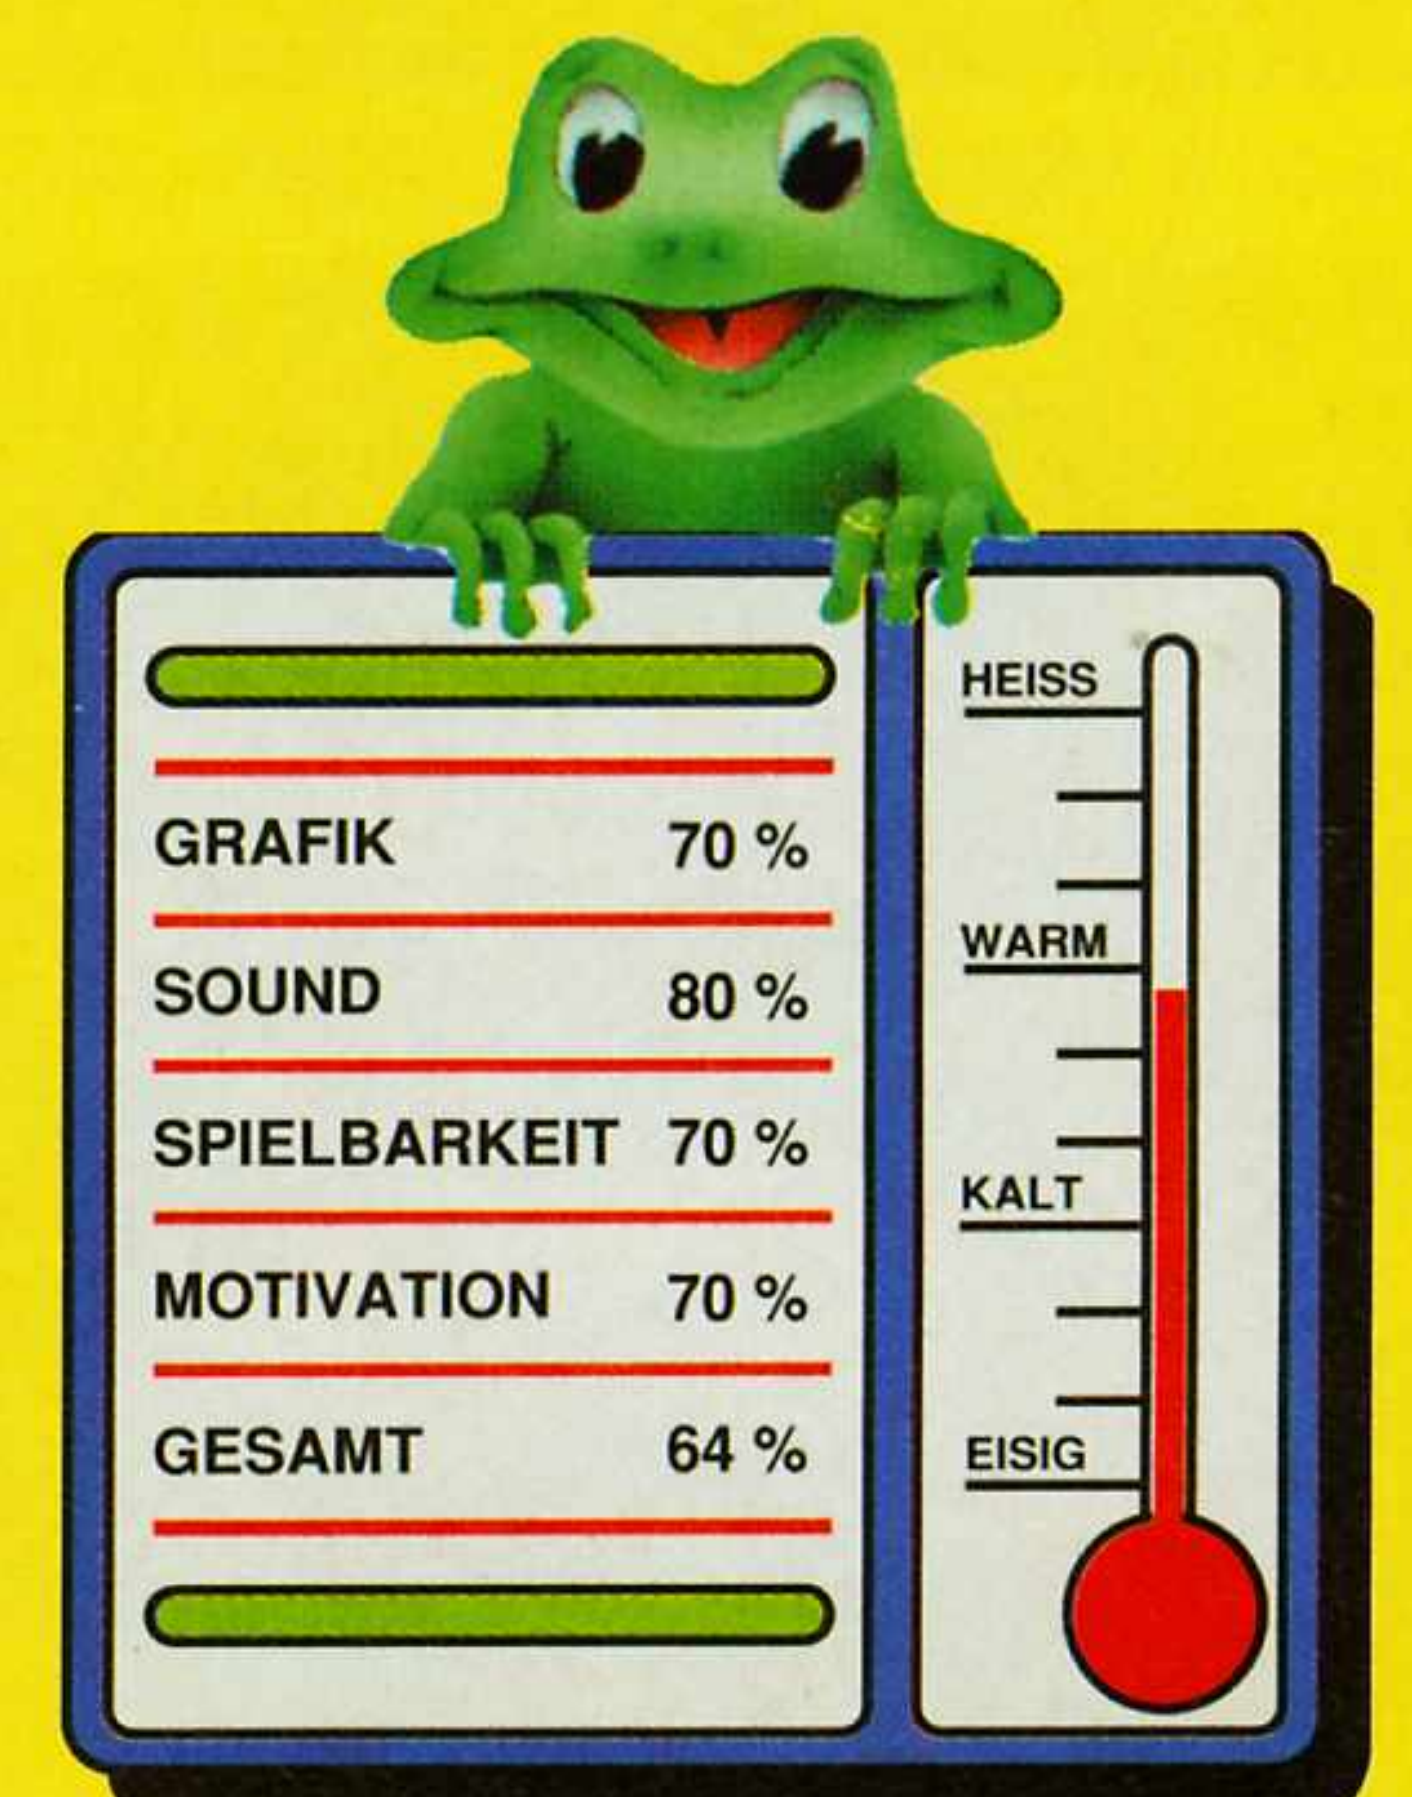 GRAFIK 70 %
SOUND 80 %
SPIELBARKEIT 70 %
MOTIVATION 70 %
GESAMT 64 %
HEISS
WARM
KALT
EISIG